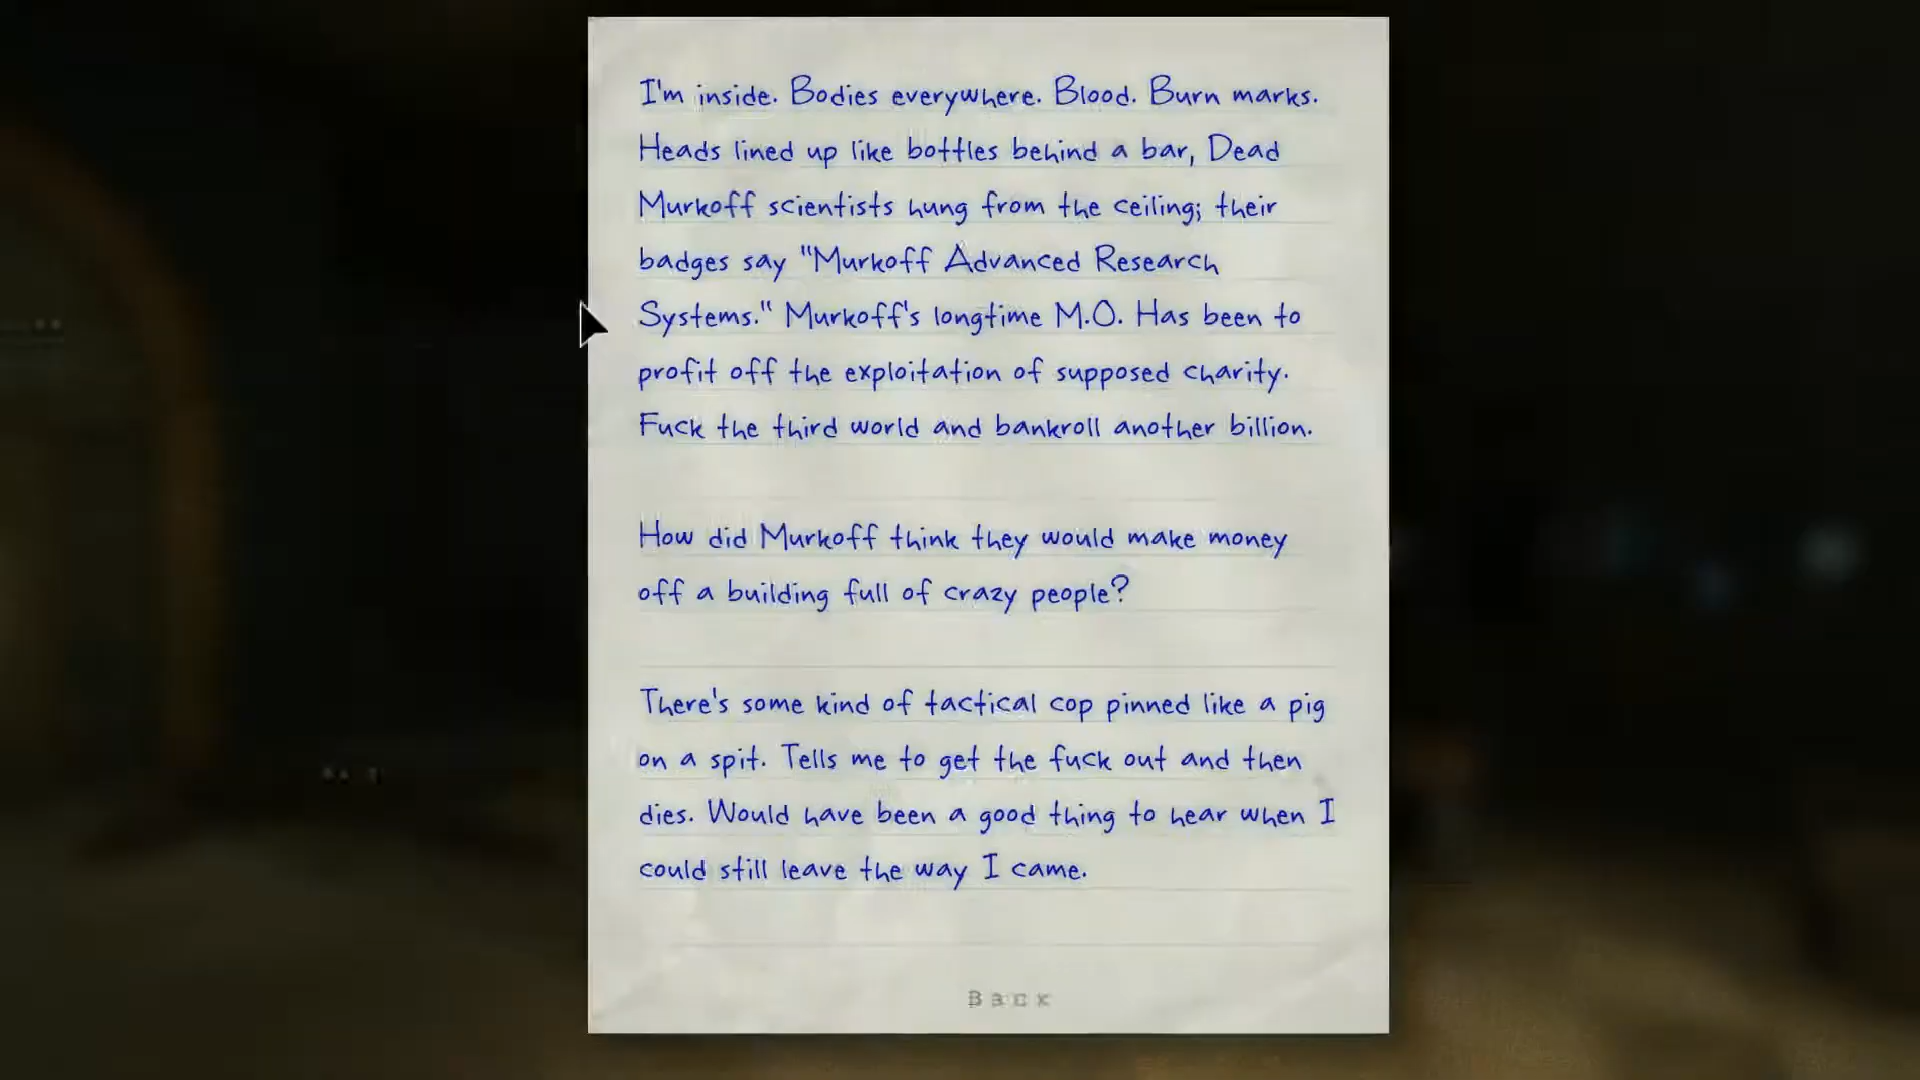 I'm inside. Bodies everywhere. Blood. Burn marks.
Heads lined up like bottles behind a bar, Dead
Murkoff scientists hung from the ceiling; their
badges say "Murkoff Advanced Research
Systems." Murkoff's longtime M.O. Has been to
profit off the exploitation of supposed charity.
Fuck the third world and bankroll another billion.
How did Murkoff think they would make money
off a building full of crazy people?
There's some kind of tactical cop pinned like a pig
on a spit. Tells me to get the fuck out and then
dies. Would have been a good thing to hear when I
could still leave the way I came.
Back